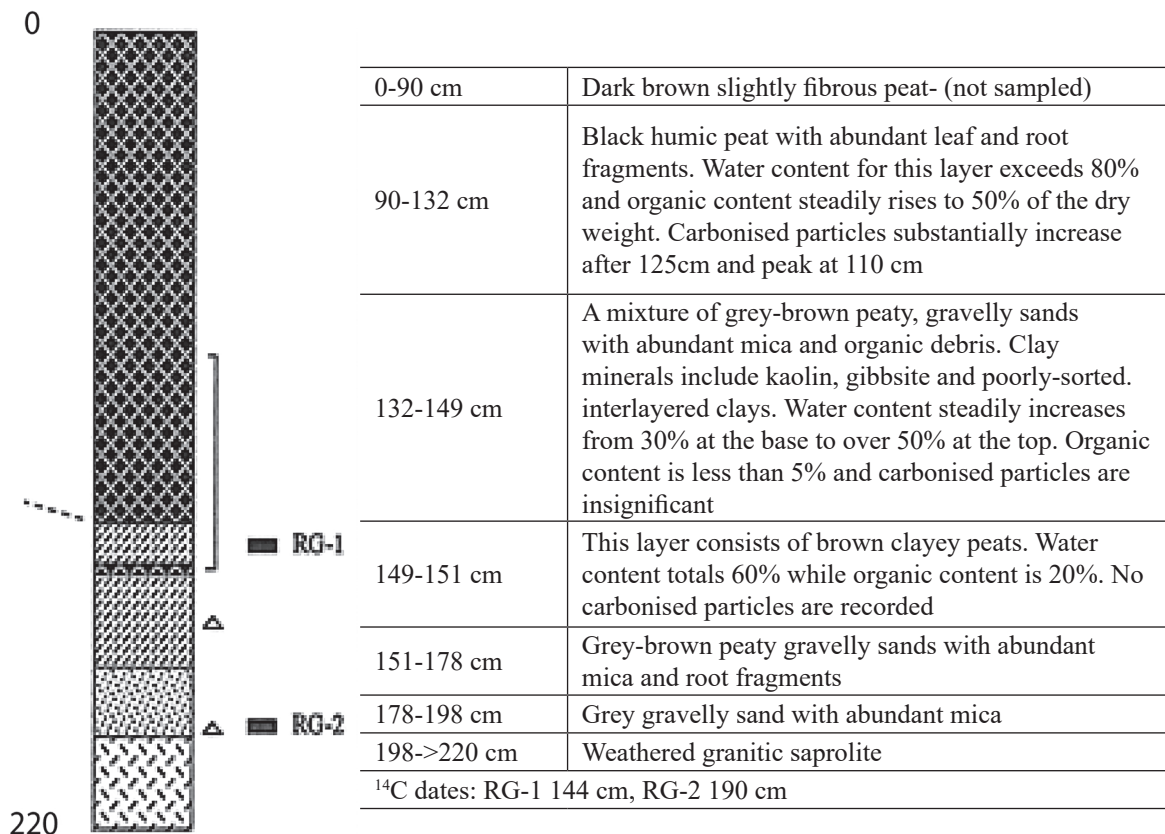 0
0-90 cm
Dark brown slightly fibrous peat- (not sampled)
90-132 cm
Black humic peat with abundant leaf and root
fragments. Water content for this layer exceeds 80%
and organic content steadily rises to 50% of the dry
weight. Carbonised particles substantially increase
after 125cm and peak at 110 cm
132-149 cm
A mixture of grey-brown peaty, gravelly sands
with abundant mica and organic debris. Clay
minerals include kaolin, gibbsite and poorly-sorted.
interlayered clays. Water content steadily increases
from 30% at the base to over 50% at the top. Organic
content is less than 5% and carbonised particles are
insignificant
RG-1
149-151 cm
This layer consists of brown clayey peats. Water
content totals 60% while organic content is 20%. No
carbonised particles are recorded
151-178 cm
Grey-brown peaty gravelly sands with abundant
mica and root fragments
RG-2
178-198 cm
Grey gravelly sand with abundant mica
198->220 cm
Weathered granitic saprolite
¹⁴C dates: RG-1 144 cm, RG-2 190 cm
220